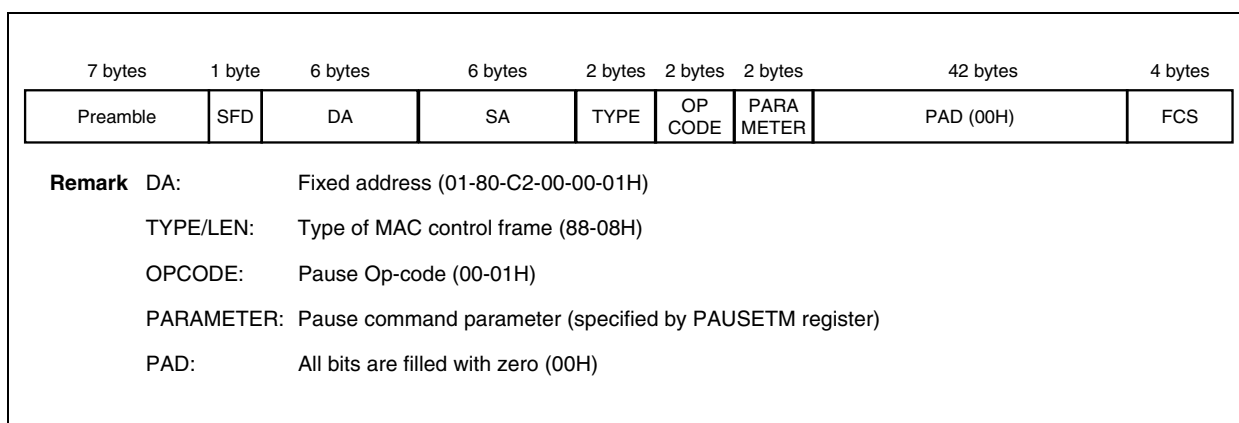 7 bytes 1 byte 6 bytes 6 bytes 2 bytes 2 bytes 2 bytes 42 bytes 4 bytes
Preamble SFD DA SA TYPE OP CODE PARA METER PAD (00H) FCS
Remark DA: Fixed address (01-80-C2-00-00-01H)
TYPE/LEN: Type of MAC control frame (88-08H)
OPCODE: Pause Op-code (00-01H)
PARAMETER: Pause command parameter (specified by PAUSETM register)
PAD: All bits are filled with zero (00H)